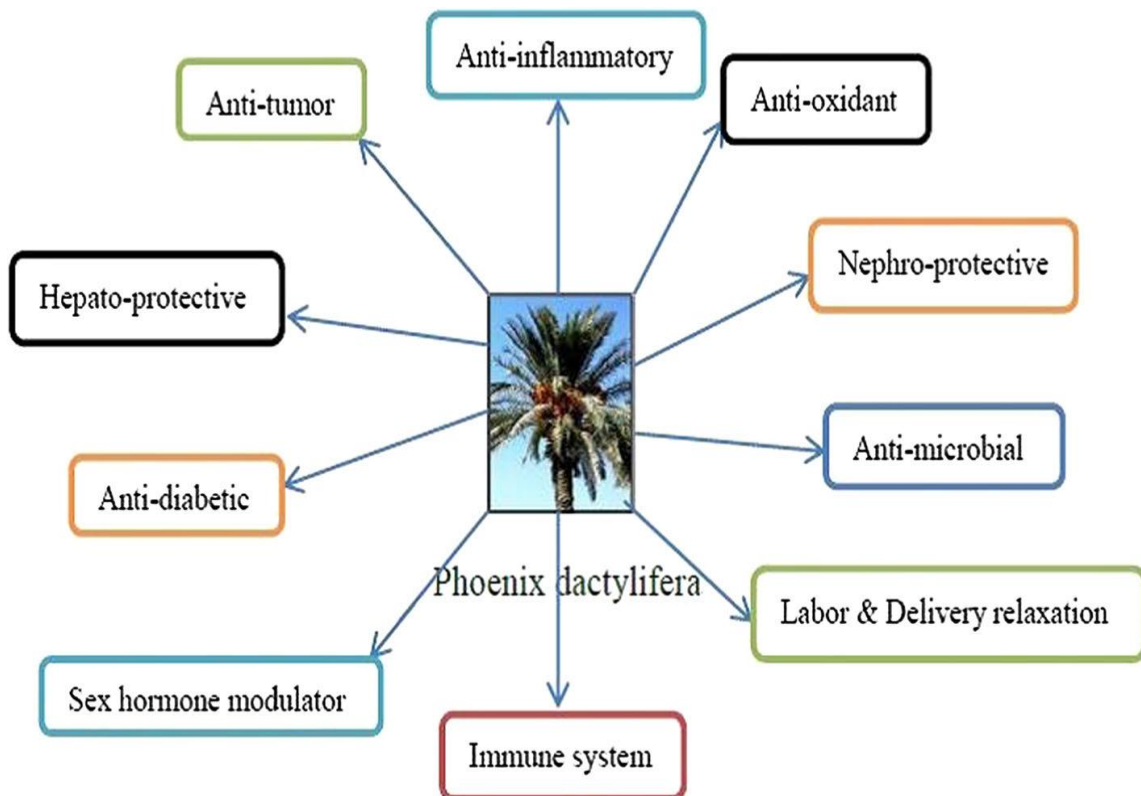 Anti-inflammatory
Anti-tumor
Anti-oxidant
Hepato-protective
Nephro-protective
Anti-diabetic
Anti-microbial
Phoenix dactylifera
Labor & Delivery relaxation
Sex hormone modulator
Immune system